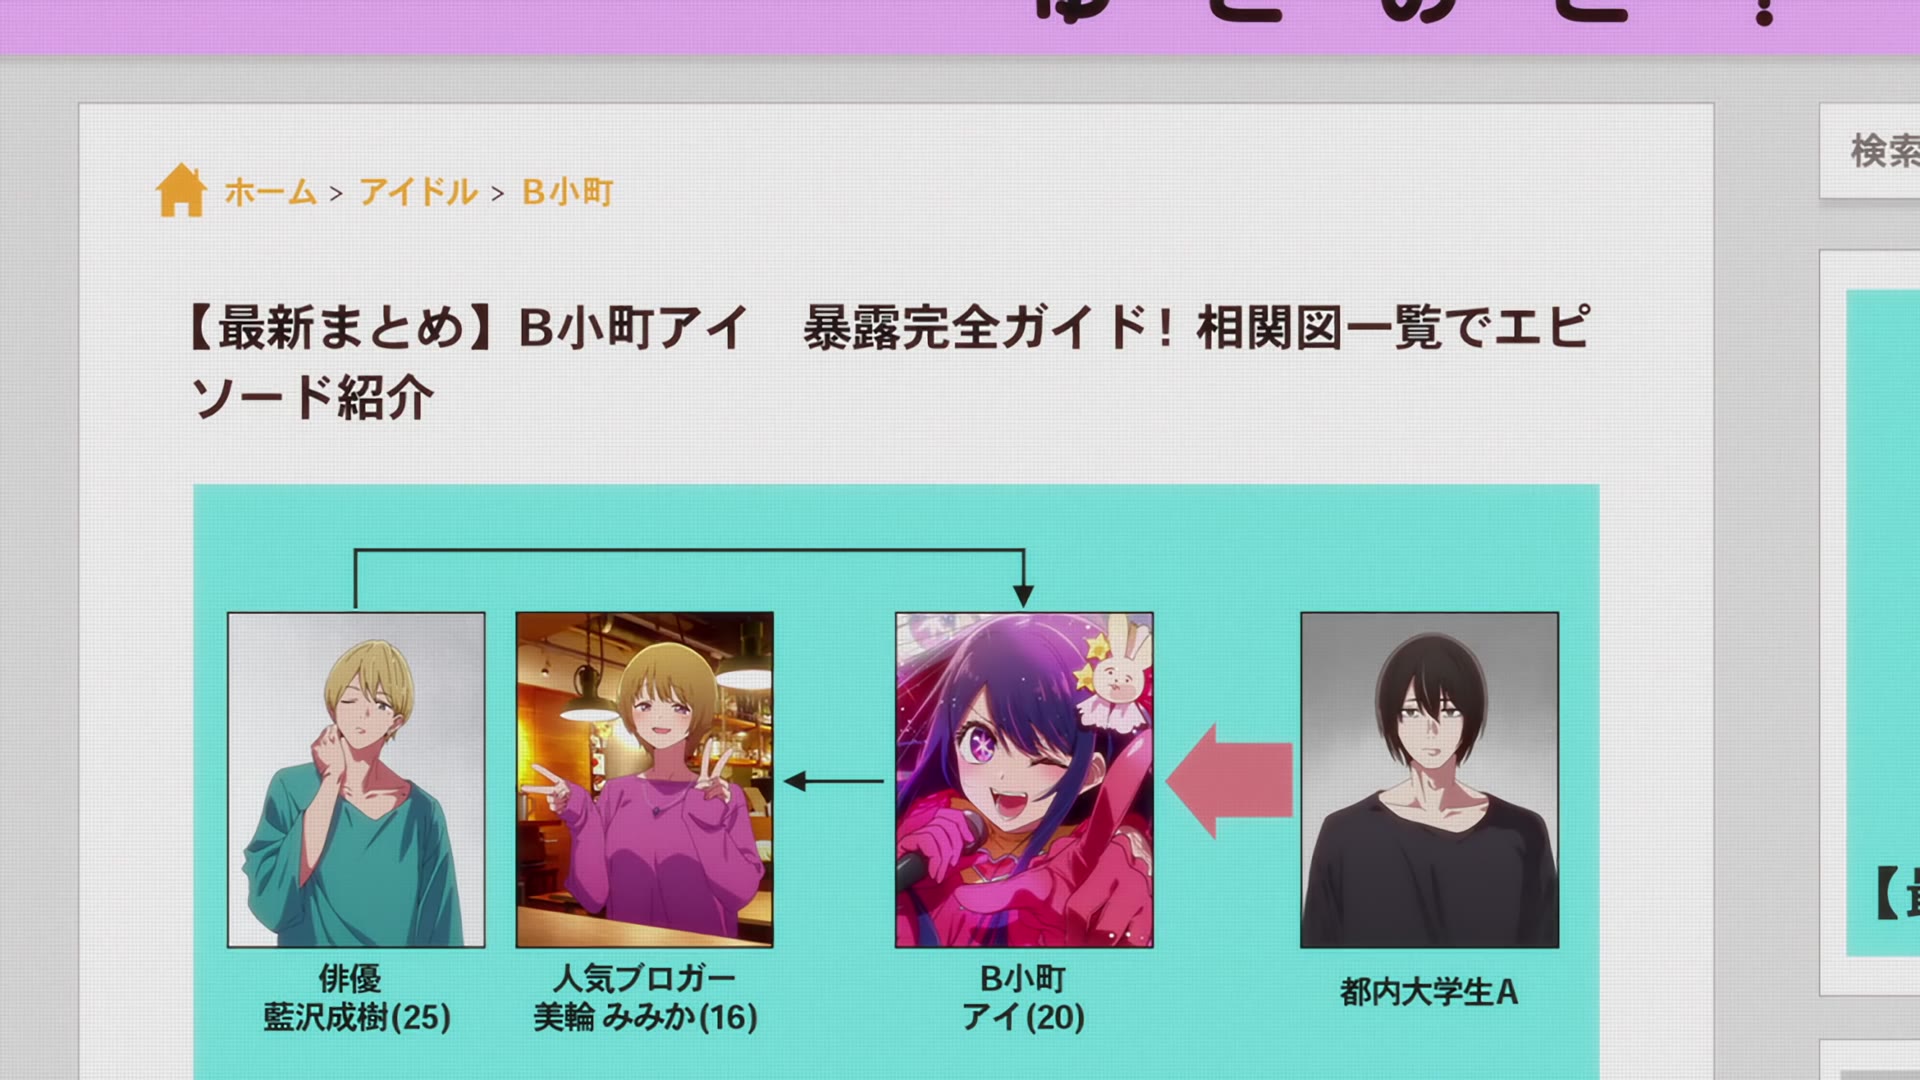 ホーム > アイドル > B小町
検索
【最新まとめ】B小町アイ　暴露完全ガイド！相関図一覧でエピ
ソード紹介
俳優
藍沢成樹(25)
人気ブロガー
美輪 みみか(16)
B小町
アイ(20)
都内大学生A
【最